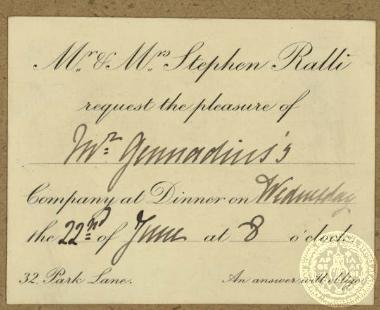 Mr. & Mrs. Stephen Ralli
request the pleasure of
Mr. Gennadius's
Company at Dinner on Wednesday
the 22nd of June at 8 o'clock.
32. Park Lane. An answer will oblige